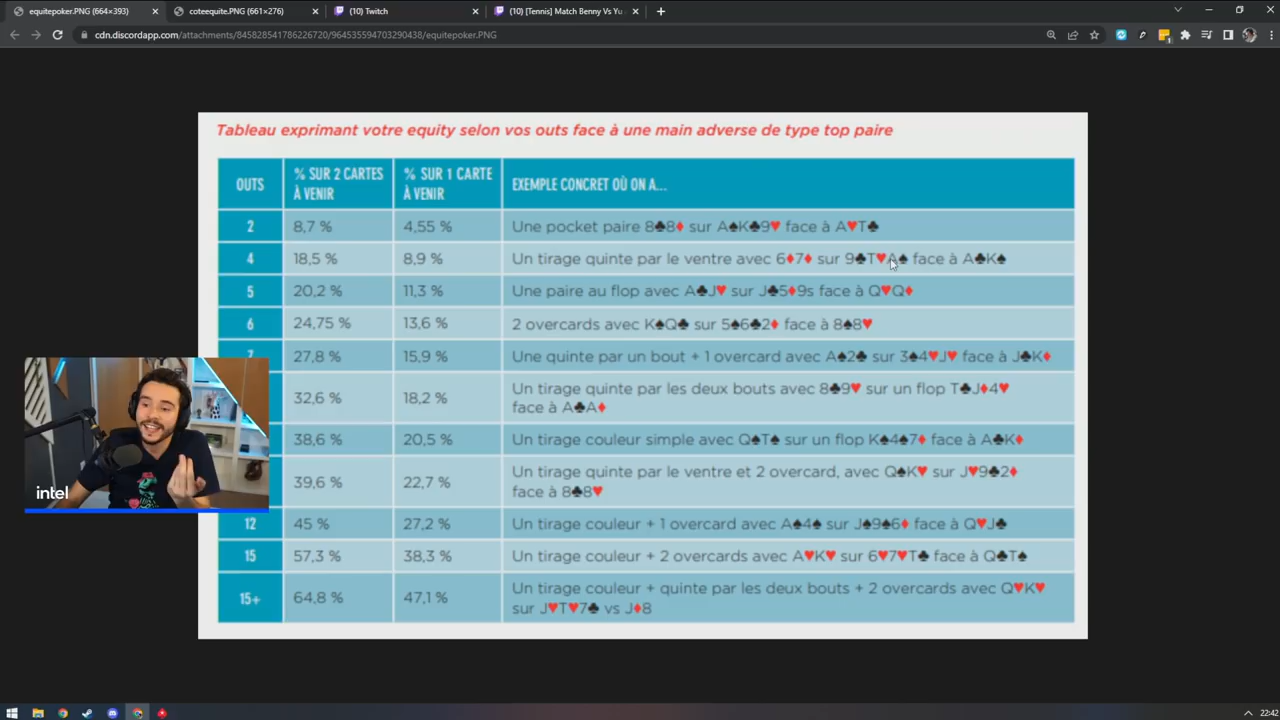 equitepoker.PNG (664×393)
coteequite.PNG (661×276)
(10) Twitch
(10) [Tennis] Match Benny Vs Yu
cdn.discordapp.com/attachments/845828541786226720/964535594703290438/equitepoker.PNG
Tableau exprimant votre equity selon vos outs face à une main adverse de type top paire
OUTS
% SUR 2 CARTES
À VENIR
% SUR 1 CARTE
À VENIR
EXEMPLE CONCRET OÙ ON A...
2 8,7 % 4,55 % Une pocket paire 8♣8♦ sur A♠K♣9♥ face à A♥T♣
4 18,5 % 8,9 % Un tirage quinte par le ventre avec 6♦7♦ sur 9♣T♥A♠ face à A♣K♠
5 20,2 % 11,3 % Une paire au flop avec A♣J♥ sur J♣5♦9s face à Q♥Q♦
6 24,75 % 13,6 % 2 overcards avec K♠Q♣ sur 5♠6♣2♦ face à 8♠8♥
27,8 % 15,9 % Une quinte par un bout + 1 overcard avec A♠2♣ sur 3♠4♥J♥ face à J♣K♦
32,6 % 18,2 % Un tirage quinte par les deux bouts avec 8♣9♥ sur un flop T♣J♦4♥
face à A♣A♦
38,6 % 20,5 % Un tirage couleur simple avec Q♠T♠ sur un flop K♠4♠7♦ face à A♣K♦
39,6 % 22,7 % Un tirage quinte par le ventre et 2 overcard, avec Q♠K♥ sur J♥9♣2♦
face à 8♣8♥
12 45 % 27,2 % Un tirage couleur + 1 overcard avec A♠4♠ sur J♠9♠6♦ face à Q♥J♣
15 57,3 % 38,3 % Un tirage couleur + 2 overcards avec A♥K♥ sur 6♥7♥T♣ face à Q♣T♠
15+ 64,8 % 47,1 % Un tirage couleur + quinte par les deux bouts + 2 overcards avec Q♥K♥
sur J♥T♥7♣ vs J♦8
intel
22:42